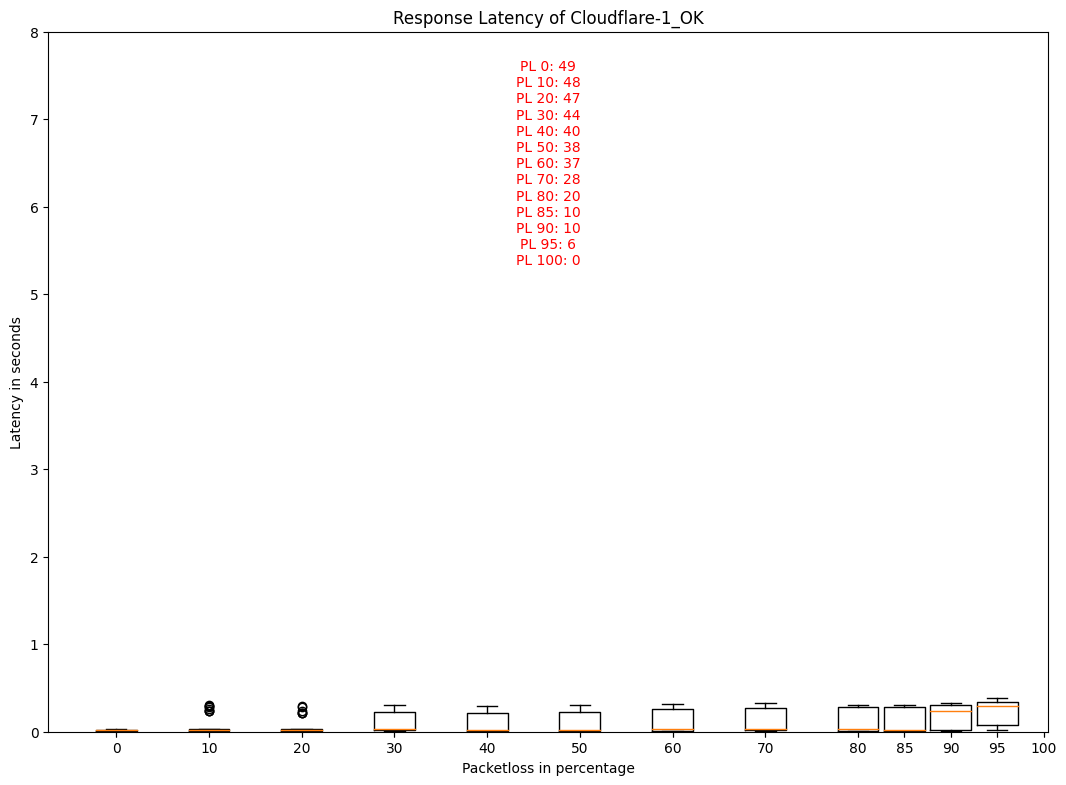 Response Latency of Cloudflare-1_OK
8
PL 0: 49
PL 10: 48
PL 20: 47
7
PL 30: 44
PL 40: 40
PL 50: 38
PL 60: 37
PL 70: 28
6
PL 80: 20
PL 85: 10
PL 90: 10
PL 95: 6
PL 100: 0
5
4
Latency in seconds
3
2
1
0
0 10 20 30 40 50 60 70 80 85 90 95 100
Packetloss in percentage